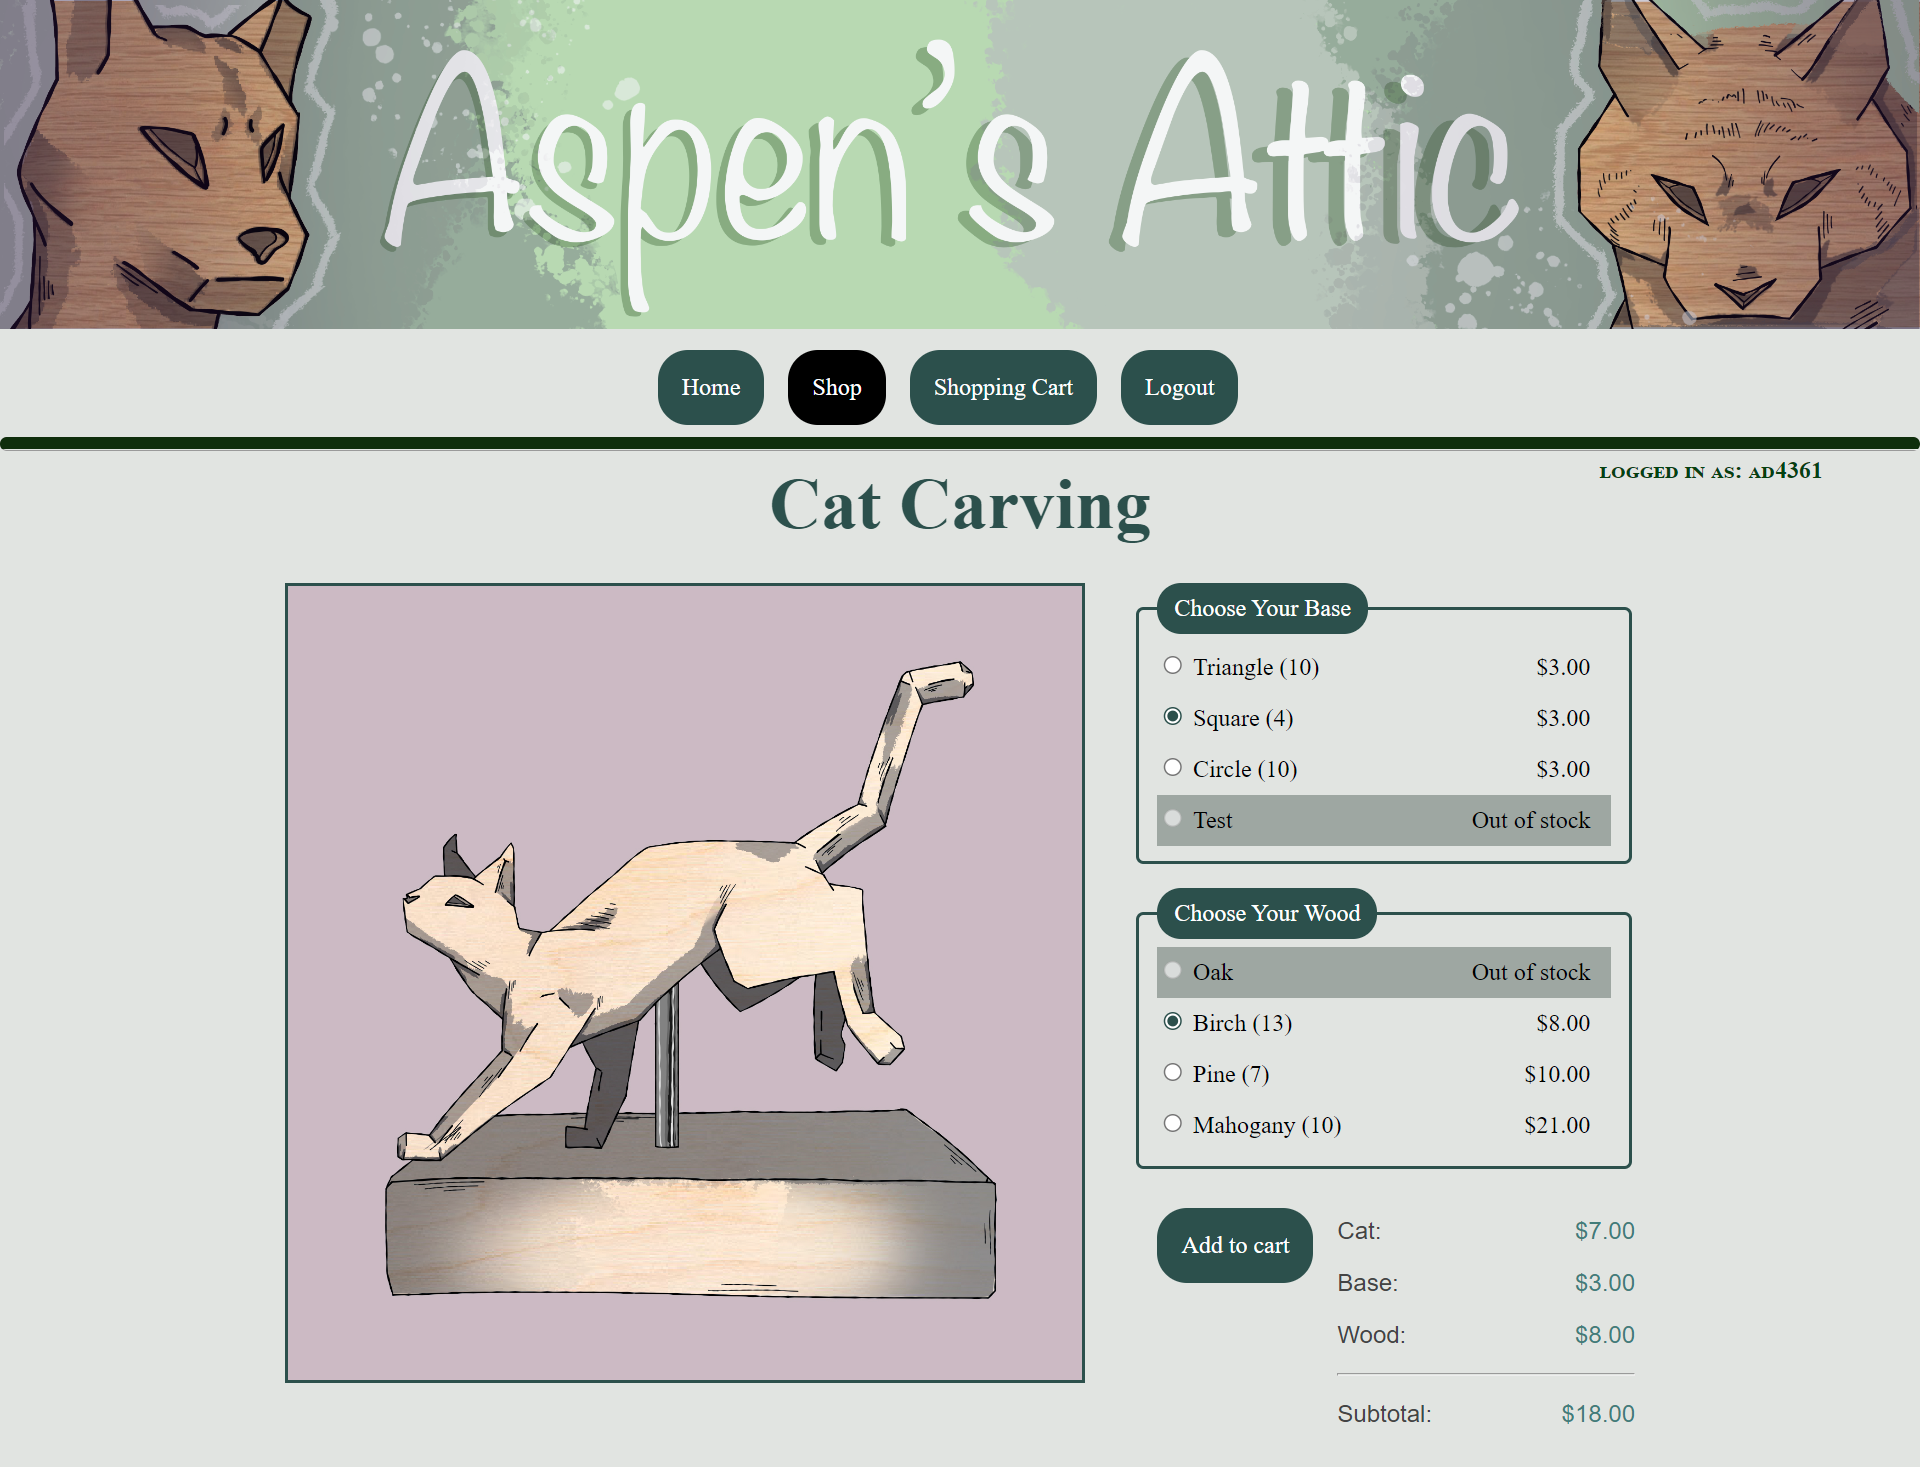 Aspen's Attic
Home
Shop
Shopping Cart
Logout
LOGGED IN AS: AD4361
Cat Carving
Choose Your Base
Triangle (10) $3.00
Square (4) $3.00
Circle (10) $3.00
Test Out of stock
Choose Your Wood
Oak Out of stock
Birch (13) $8.00
Pine (7) $10.00
Mahogany (10) $21.00
Add to cart
Cat: $7.00
Base: $3.00
Wood: $8.00
Subtotal: $18.00